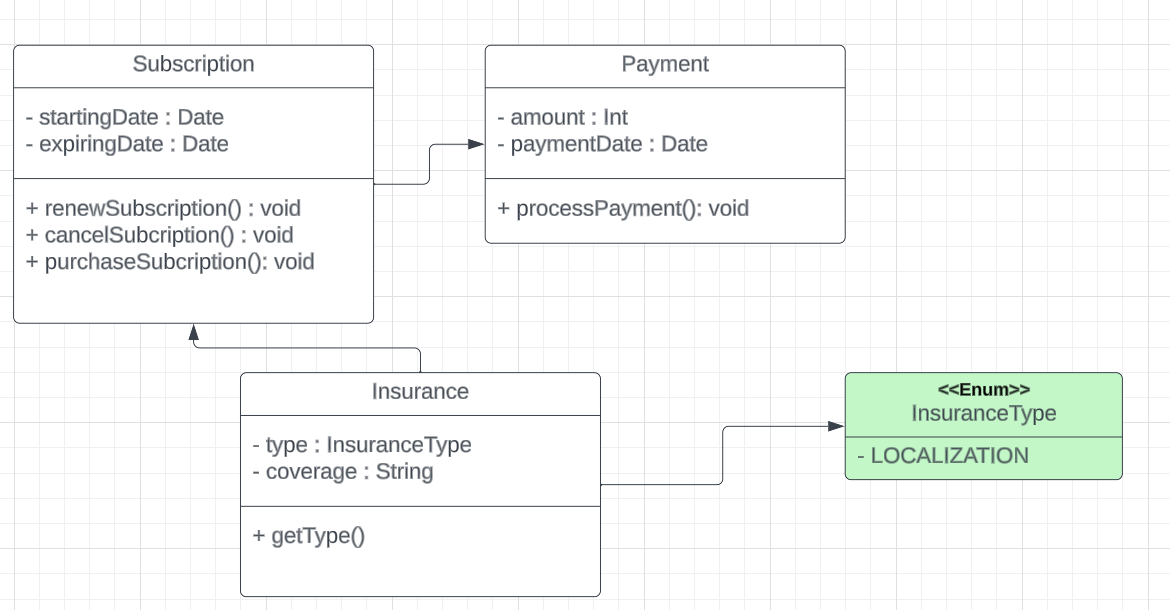 Subscription
- startingDate : Date
- expiringDate : Date
+ renewSubscription() : void
+ cancelSubcription() : void
+ purchaseSubcription(): void
Payment
- amount : Int
- paymentDate : Date
+ processPayment(): void
Insurance
- type : InsuranceType
- coverage : String
+ getType()
<<Enum>>
InsuranceType
- LOCALIZATION